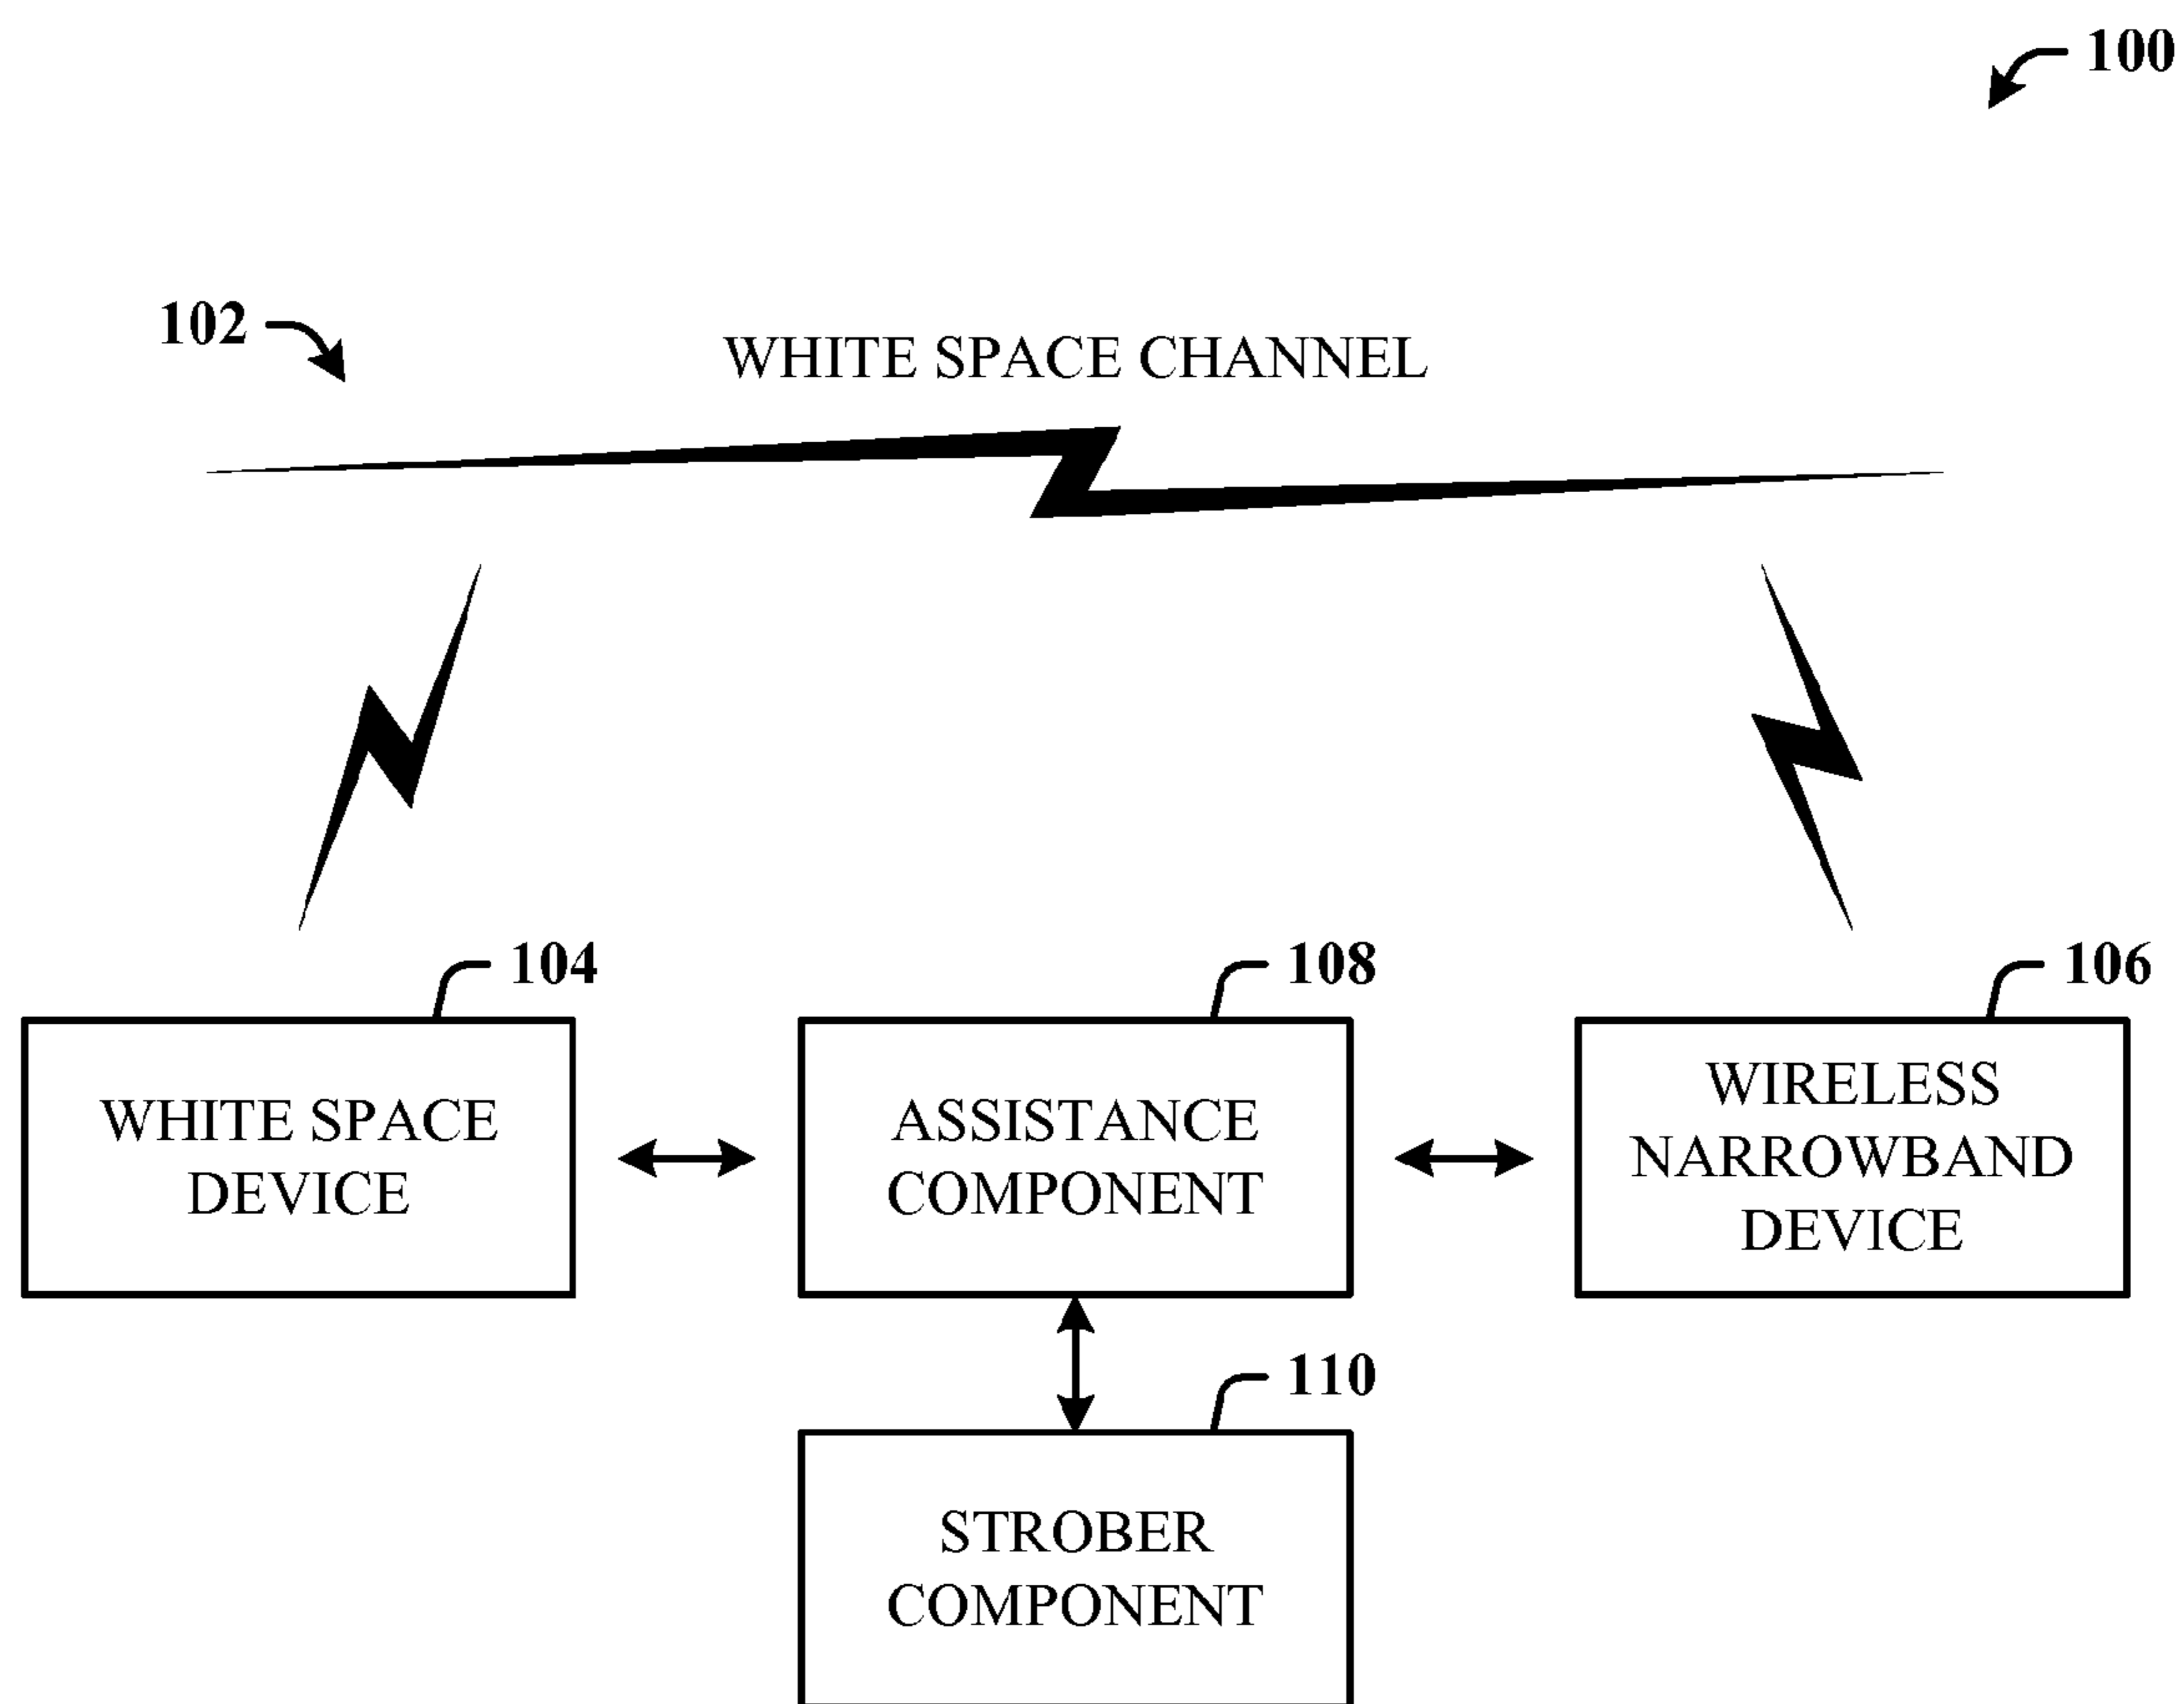 100
102
WHITE SPACE CHANNEL
104
108
106
WHITE SPACE
DEVICE
ASSISTANCE
COMPONENT
WIRELESS
NARROWBAND
DEVICE
110
STROBER
COMPONENT